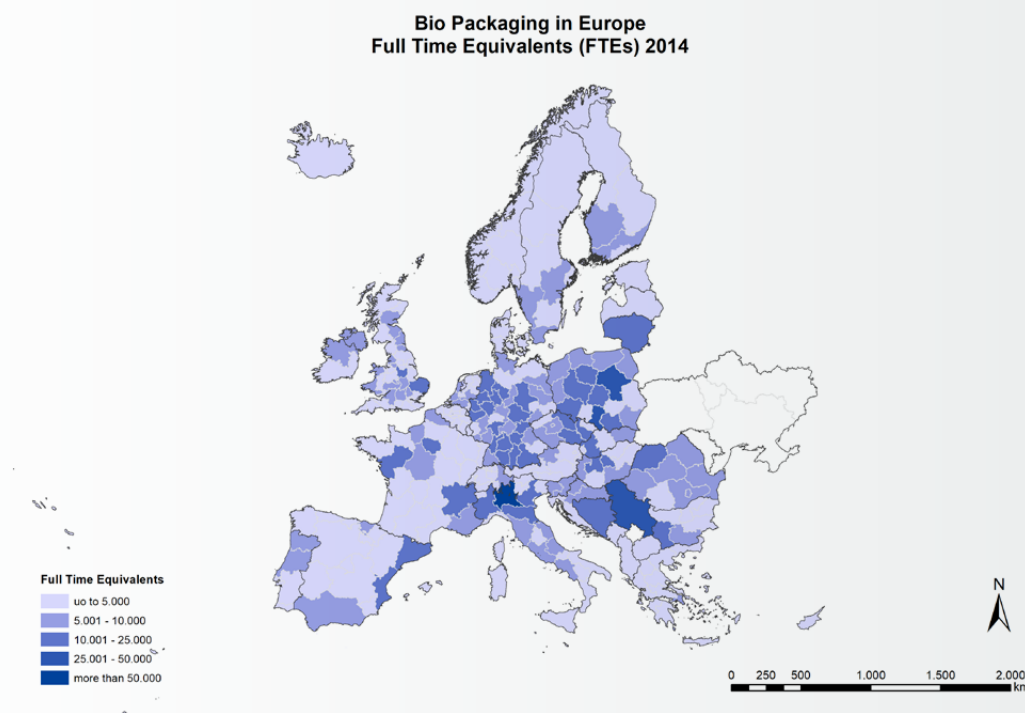 Bio Packaging in Europe
Full Time Equivalents (FTEs) 2014
Full Time Equivalents
uo to 5.000
5.001 - 10.000
10.001 - 25.000
25.001 - 50.000
more than 50.000
N
0 250 500 1.000 1.500 2.000
km